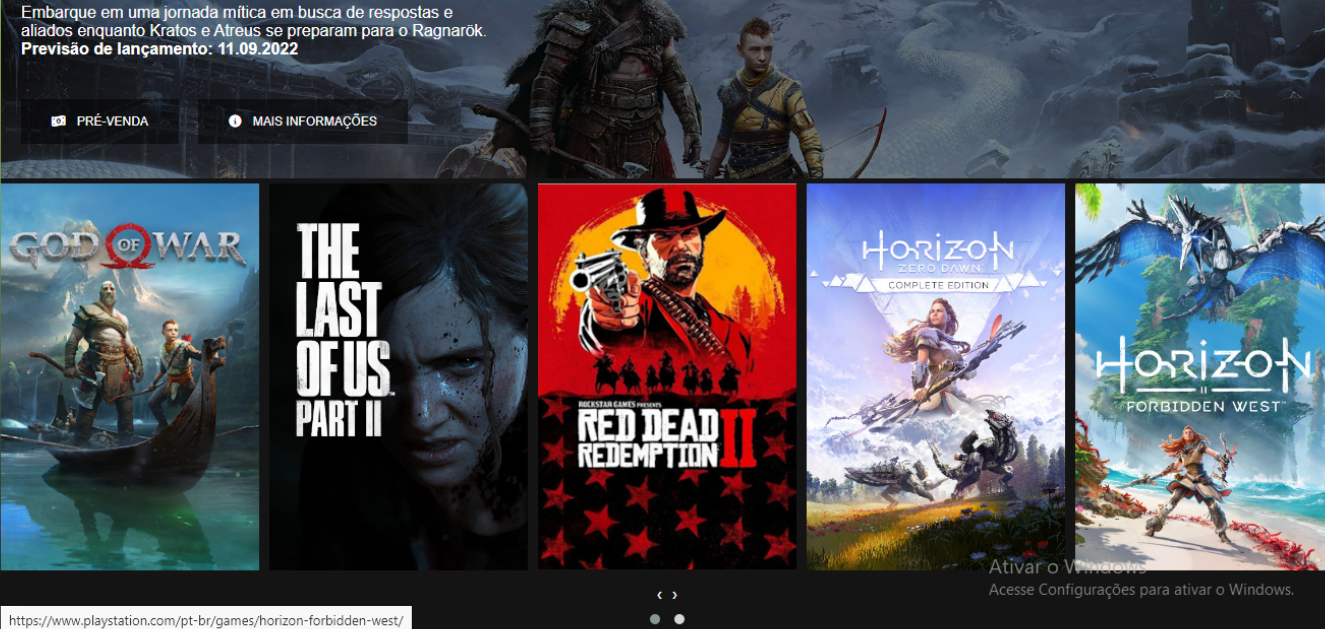 Embarque em uma jornada mítica em busca de respostas e
aliados enquanto Kratos e Atreus se preparam para o Ragnarök.
Previsão de lançamento: 11.09.2022
PRÉ-VENDA
MAIS INFORMAÇÕES
GOD OF WAR
THE
LAST
OF US
PART II
ROCKSTAR GAMES PRESENTS
RED DEAD
REDEMPTION II
HORIZON
ZERO DAWN
COMPLETE EDITION
HORIZON
II
FORBIDDEN WEST™
Ativar o Windows
Acesse Configurações para ativar o Windows.
‹ ›
https://www.playstation.com/pt-br/games/horizon-forbidden-west/